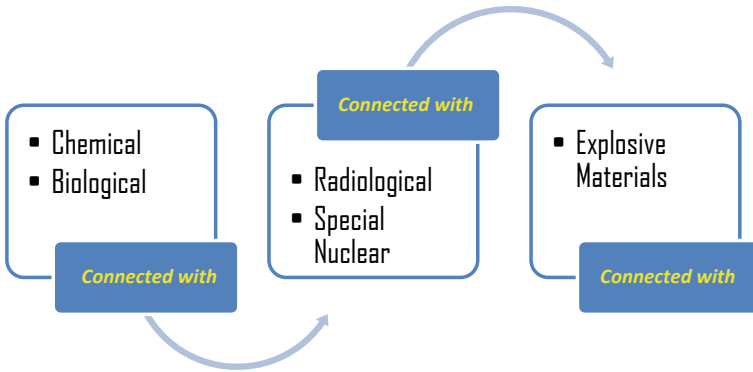 Chemical
Biological
Connected with
Connected with
Radiological
Special
Nuclear
Explosive
Materials
Connected with